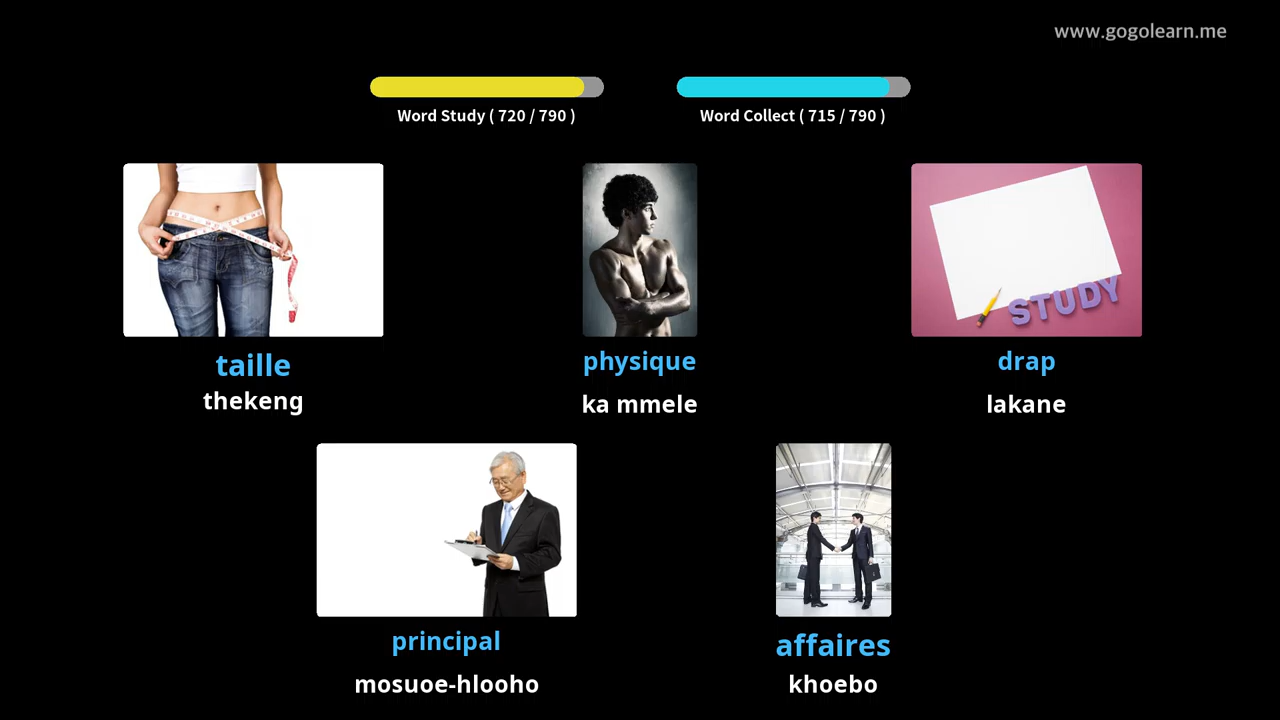 www.gogolearn.me
Word Study ( 720 / 790 )
Word Collect ( 715 / 790 )
STUDY
taille
thekeng
physique
ka mmele
drap
lakane
principal
mosuoe-hlooho
affaires
khoebo